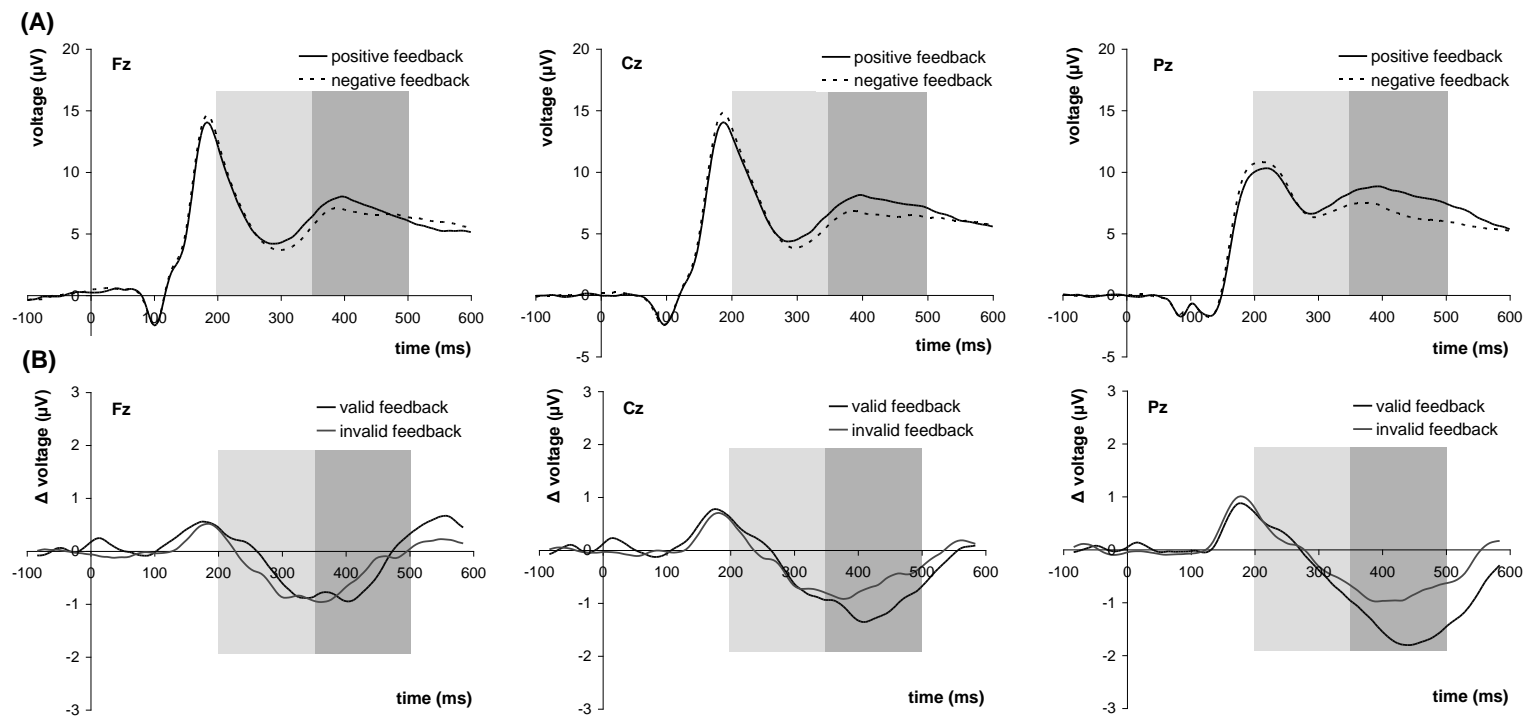 (A)
Fz
voltage (µV)
positive feedback
negative feedback
20
15
10
5
0
-100 0 100 200 300 400 500 600
time (ms)
Cz
voltage (µV)
positive feedback
negative feedback
20
15
10
5
0
-5
-100 0 100 200 300 400 500 600
time (ms)
Pz
voltage (µV)
positive feedback
negative feedback
20
15
10
5
0
-5
-100 0 100 200 300 400 500 600
time (ms)
(B)
Fz
Δ voltage (µV)
valid feedback
invalid feedback
3
2
1
0
-1
-2
-3
-100 0 100 200 300 400 500 600
time (ms)
Cz
Δ voltage (µV)
valid feedback
invalid feedback
3
2
1
0
-1
-2
-3
-100 0 100 200 300 400 500 600
time (ms)
Pz
Δ voltage (µV)
valid feedback
invalid feedback
3
2
1
0
-1
-2
-3
-100 0 100 200 300 400 500 600
time (ms)